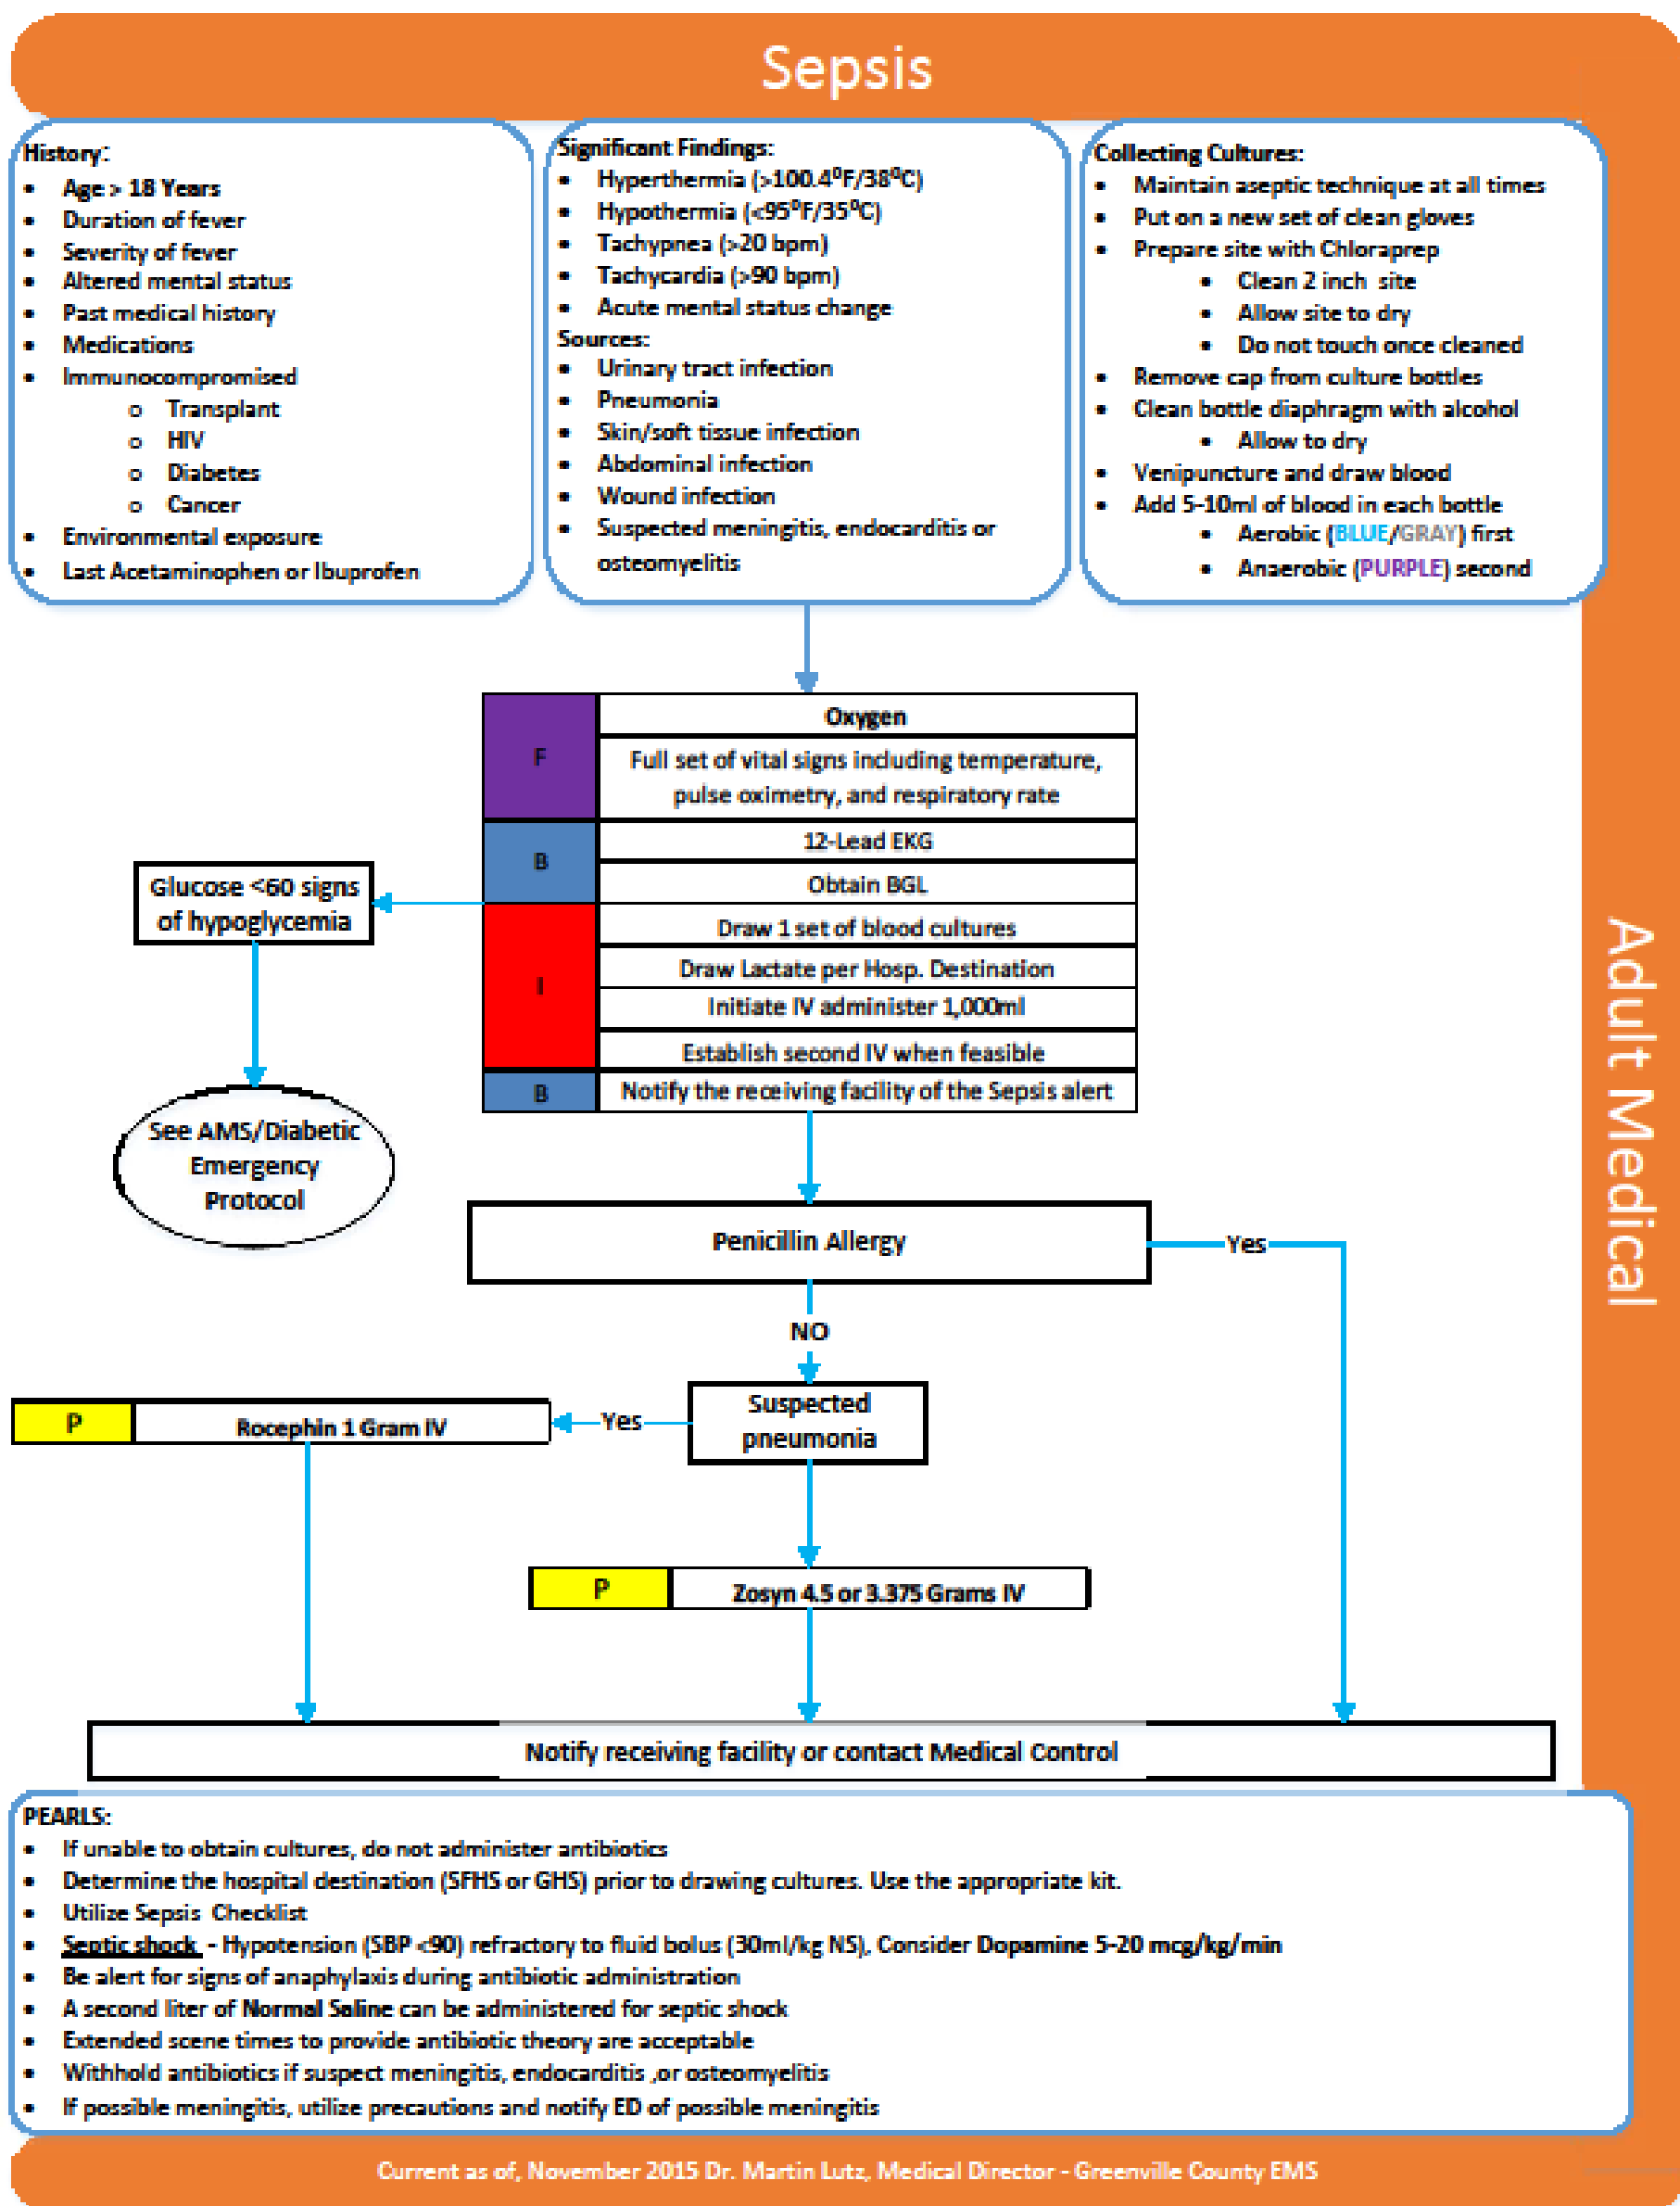 Sepsis
History:
• Age > 18 Years
• Duration of fever
• Severity of fever
• Altered mental status
• Past medical history
• Medications
• Immunocompromised
o Transplant
o HIV
o Diabetes
o Cancer
• Environmental exposure
• Last Acetaminophen or Ibuprofen
Significant Findings:
• Hyperthermia (>100.4⁰F/38⁰C)
• Hypothermia (<95⁰F/35⁰C)
• Tachypnea (>20 bpm)
• Tachycardia (>90 bpm)
• Acute mental status change
Sources:
• Urinary tract infection
• Pneumonia
• Skin/soft tissue infection
• Abdominal infection
• Wound infection
• Suspected meningitis, endocarditis or
osteomyelitis
Collecting Cultures:
• Maintain aseptic technique at all times
• Put on a new set of clean gloves
• Prepare site with Chloraprep
• Clean 2 inch site
• Allow site to dry
• Do not touch once cleaned
• Remove cap from culture bottles
• Clean bottle diaphragm with alcohol
• Allow to dry
• Venipuncture and draw blood
• Add 5-10ml of blood in each bottle
• Aerobic (BLUE/GRAY) first
• Anaerobic (PURPLE) second
Adult Medical
F
Oxygen
Full set of vital signs including temperature,
pulse oximetry, and respiratory rate
B
12-Lead EKG
Obtain BGL
Glucose <60 signs
of hypoglycemia
See AMS/Diabetic
Emergency
Protocol
I
Draw 1 set of blood cultures
Draw Lactate per Hosp. Destination
Initiate IV administer 1,000ml
Establish second IV when feasible
B
Notify the receiving facility of the Sepsis alert
Penicillin Allergy
Yes
NO
Suspected
pneumonia
Yes
P
Rocephin 1 Gram IV
P
Zosyn 4.5 or 3.375 Grams IV
Notify receiving facility or contact Medical Control
PEARLS:
• If unable to obtain cultures, do not administer antibiotics
• Determine the hospital destination (SFHS or GHS) prior to drawing cultures. Use the appropriate kit.
• Utilize Sepsis Checklist
• Septic shock - Hypotension (SBP <90) refractory to fluid bolus (30ml/kg NS), Consider Dopamine 5-20 mcg/kg/min
• Be alert for signs of anaphylaxis during antibiotic administration
• A second liter of Normal Saline can be administered for septic shock
• Extended scene times to provide antibiotic theory are acceptable
• Withhold antibiotics if suspect meningitis, endocarditis ,or osteomyelitis
• If possible meningitis, utilize precautions and notify ED of possible meningitis
Current as of, November 2015 Dr. Martin Lutz, Medical Director - Greenville County EMS